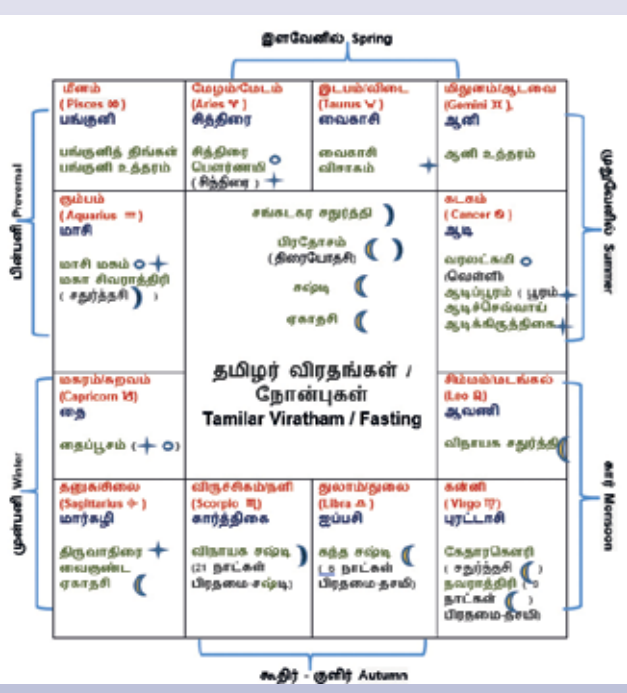 இளவேனில் Spring
மீனம்
( Pisces ♓ )
பங்குனி
பங்குனித் திங்கள்
பங்குனி உத்தரம்
மேழம்/மேடம்
(Aries ♈ )
சித்திரை
சித்திரை
பௌர்ணமி
( சித்திரை )
இடபம்/விடை
(Taurus ♉ )
வைகாசி
வைகாசி
விசாகம்
மிதுனம்/ஆடவை
(Gemini ♊ ),
ஆனி
ஆனி உத்தரம்
பின்பனி Prevernal
முதுவேனில் Summer
கும்பம்
( Aquarius ♒ )
மாசி
மாசி மகம்
மகா சிவராத்திரி
( சதுர்த்தசி )
சங்கடகர சதுர்த்தி
பிரதோசம்
(திரையோதசி)
சஷ்டி
ஏகாதசி
கடகம்
(Cancer ♋ )
ஆடி
வரலட்சுமி
(வெள்ளி)
ஆடிப்பூரம் ( பூரம்
ஆடிச்செவ்வாய்
ஆடிக்கிருத்திகை
தமிழர் விரதங்கள் /
நோன்புகள்
Tamilar Viratham / Fasting
மகரம்/சுறவம்
(Capricorn ♑)
தை
தைப்பூசம் ( )
சிம்மம்/மடங்கல்
(Leo ♌)
ஆவணி
விநாயக சதுர்த்தி
முன்பனி Winter
கார் Monsoon
தனுசு/சிலை
(Sagittarius ♐ )
மார்கழி
திருவாதிரை
வைகுண்ட
ஏகாதசி
விருச்சிகம்/நளி
(Scorpio ♏)
கார்த்திகை
விநாயக சஷ்டி
(21 நாட்கள்
பிரதமை-சஷ்டி)
துலாம்/துலை
(Libra ♎ )
ஐப்பசி
கந்த சஷ்டி
( 6 நாட்கள்
பிரதமை-தசமி)
கன்னி
( Virgo ♍ )
புரட்டாசி
கேதாரகௌரி
( சதுர்த்தசி )
நவராத்திரி ( 9
நாட்கள் )
பிரதமை-தசமி)
கூதிர் - குளிர் Autumn